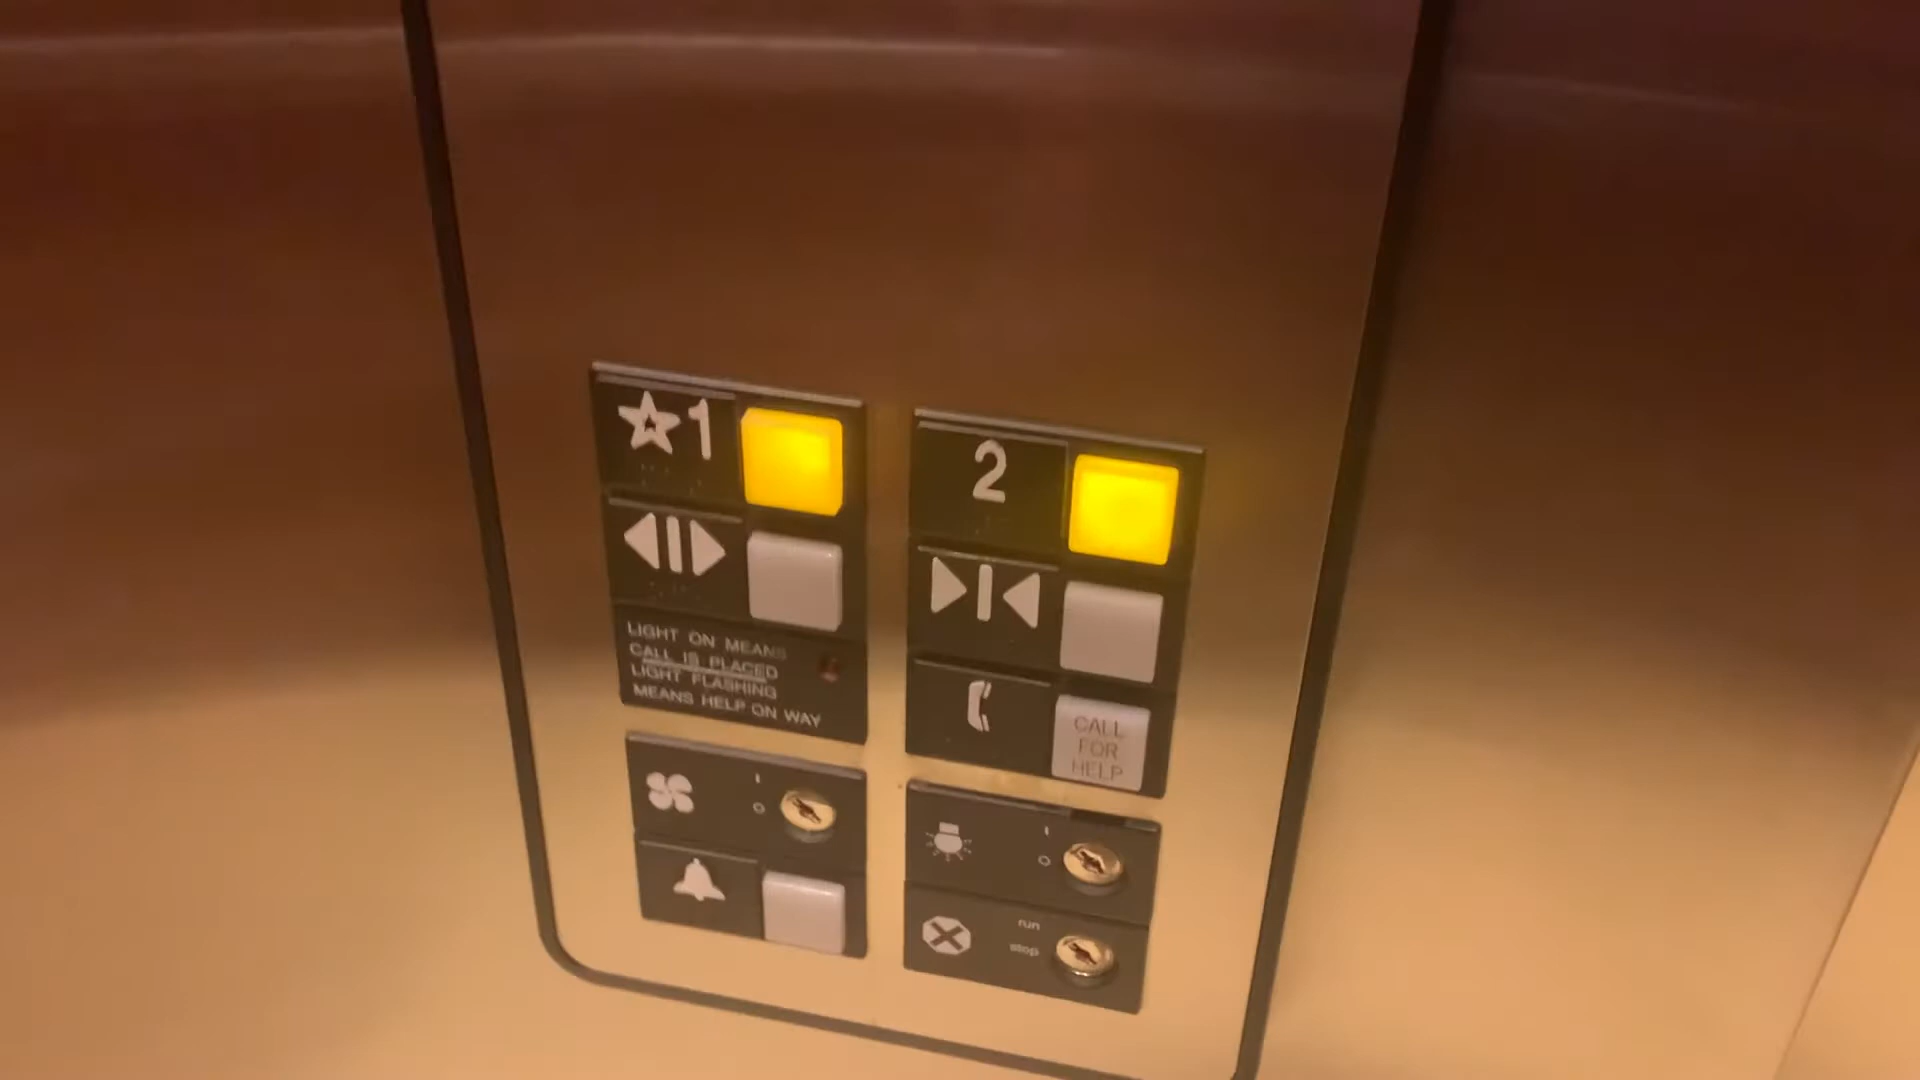 ☆1
2
LIGHT ON MEANS
CALL IS PLACED
LIGHT FLASHING
MEANS HELP ON WAY
CALL
FOR
HELP
I
O
I
O
run
stop